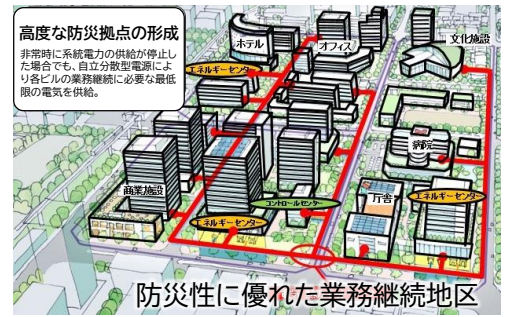 高度な防災拠点の形成
非常時に系統電力の供給が停止し
た場合でも、自立分散型電源によ
り各ビルの業務継続に必要な最低
限の電気を供給。
ホテル
オフィス
文化施設
エネルギーセンター
病院
商業施設
コントロールセンター
庁舎
エネルギーセンター
エネルギーセンター
防災性に優れた業務継続地区